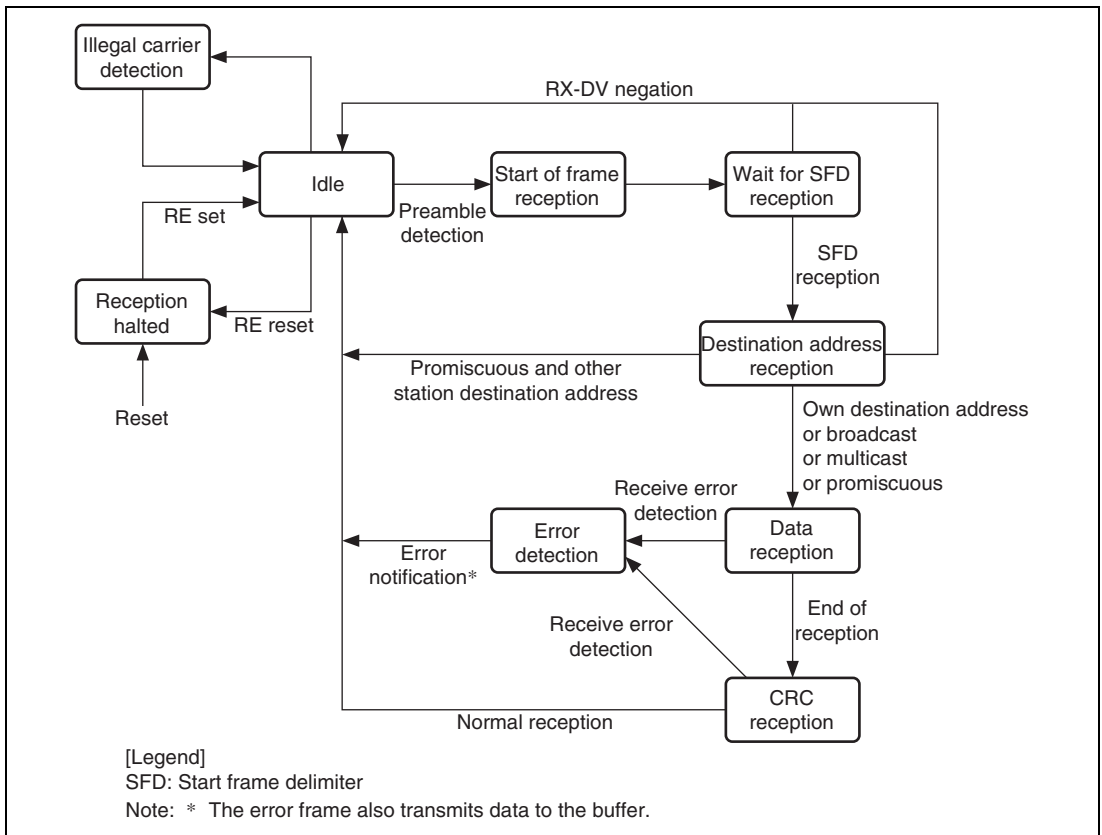 Illegal carrier
detection
RX-DV negation
Idle
Start of frame
reception
Wait for SFD
reception
Preamble
detection
RE set
SFD
reception
Reception
halted
RE reset
Destination address
reception
Promiscuous and other
station destination address
Reset
Own destination address
or broadcast
or multicast
or promiscuous
Receive error
detection
Error
detection
Data
reception
Error
notification*
End of
reception
Receive error
detection
CRC
reception
Normal reception
[Legend]
SFD: Start frame delimiter
Note: * The error frame also transmits data to the buffer.